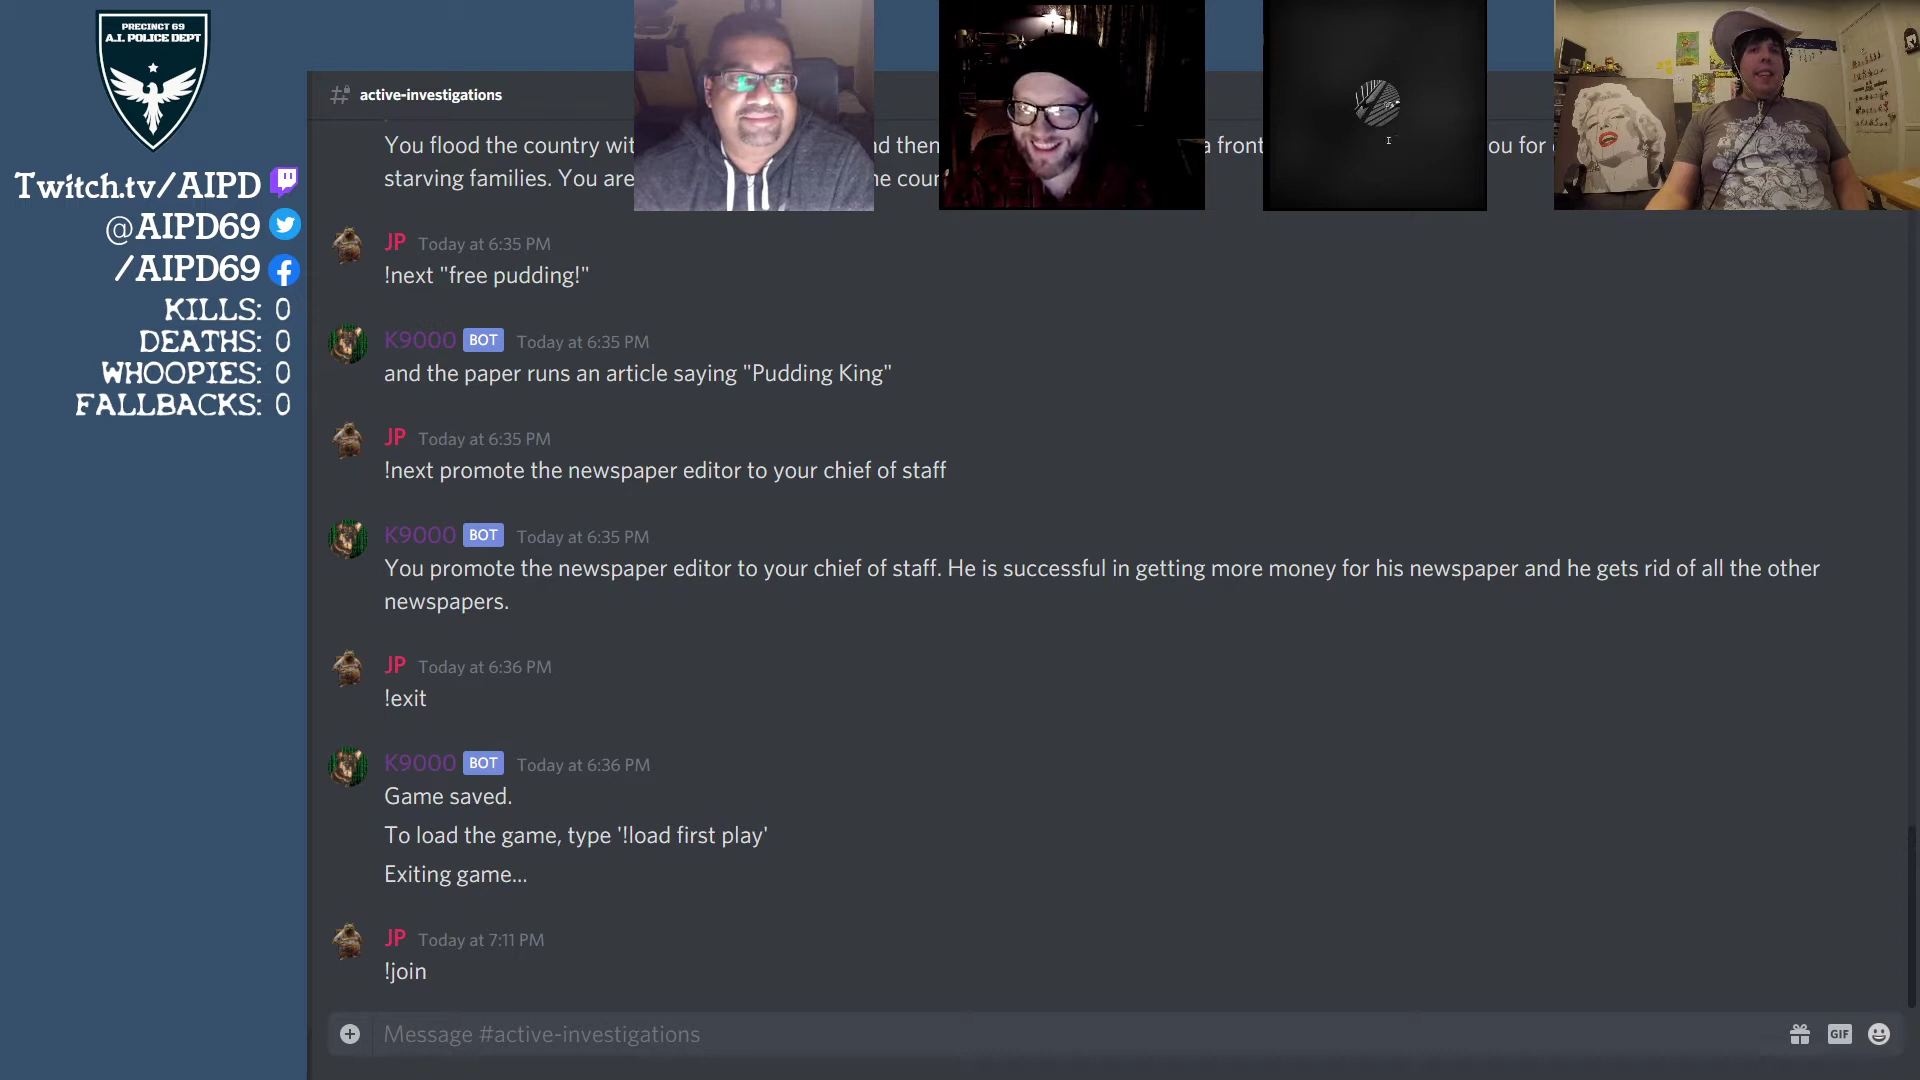 PRECINCT 69
A.I. POLICE DEPT
Twitch.tv/AIPD
@AIPD69
/AIPD69
KILLS: 0
DEATHS: 0
WHOOPIES: 0
FALLBACKS: 0
active-investigations
You flood the country wit nd then a front ou for
starving families. You are he cour
JP Today at 6:35 PM
!next "free pudding!"
K9000 BOT Today at 6:35 PM
and the paper runs an article saying "Pudding King"
JP Today at 6:35 PM
!next promote the newspaper editor to your chief of staff
K9000 BOT Today at 6:35 PM
You promote the newspaper editor to your chief of staff. He is successful in getting more money for his newspaper and he gets rid of all the other
newspapers.
JP Today at 6:36 PM
!exit
K9000 BOT Today at 6:36 PM
Game saved.
To load the game, type '!load first play'
Exiting game...
JP Today at 7:11 PM
!join
Message #active-investigations
GIF